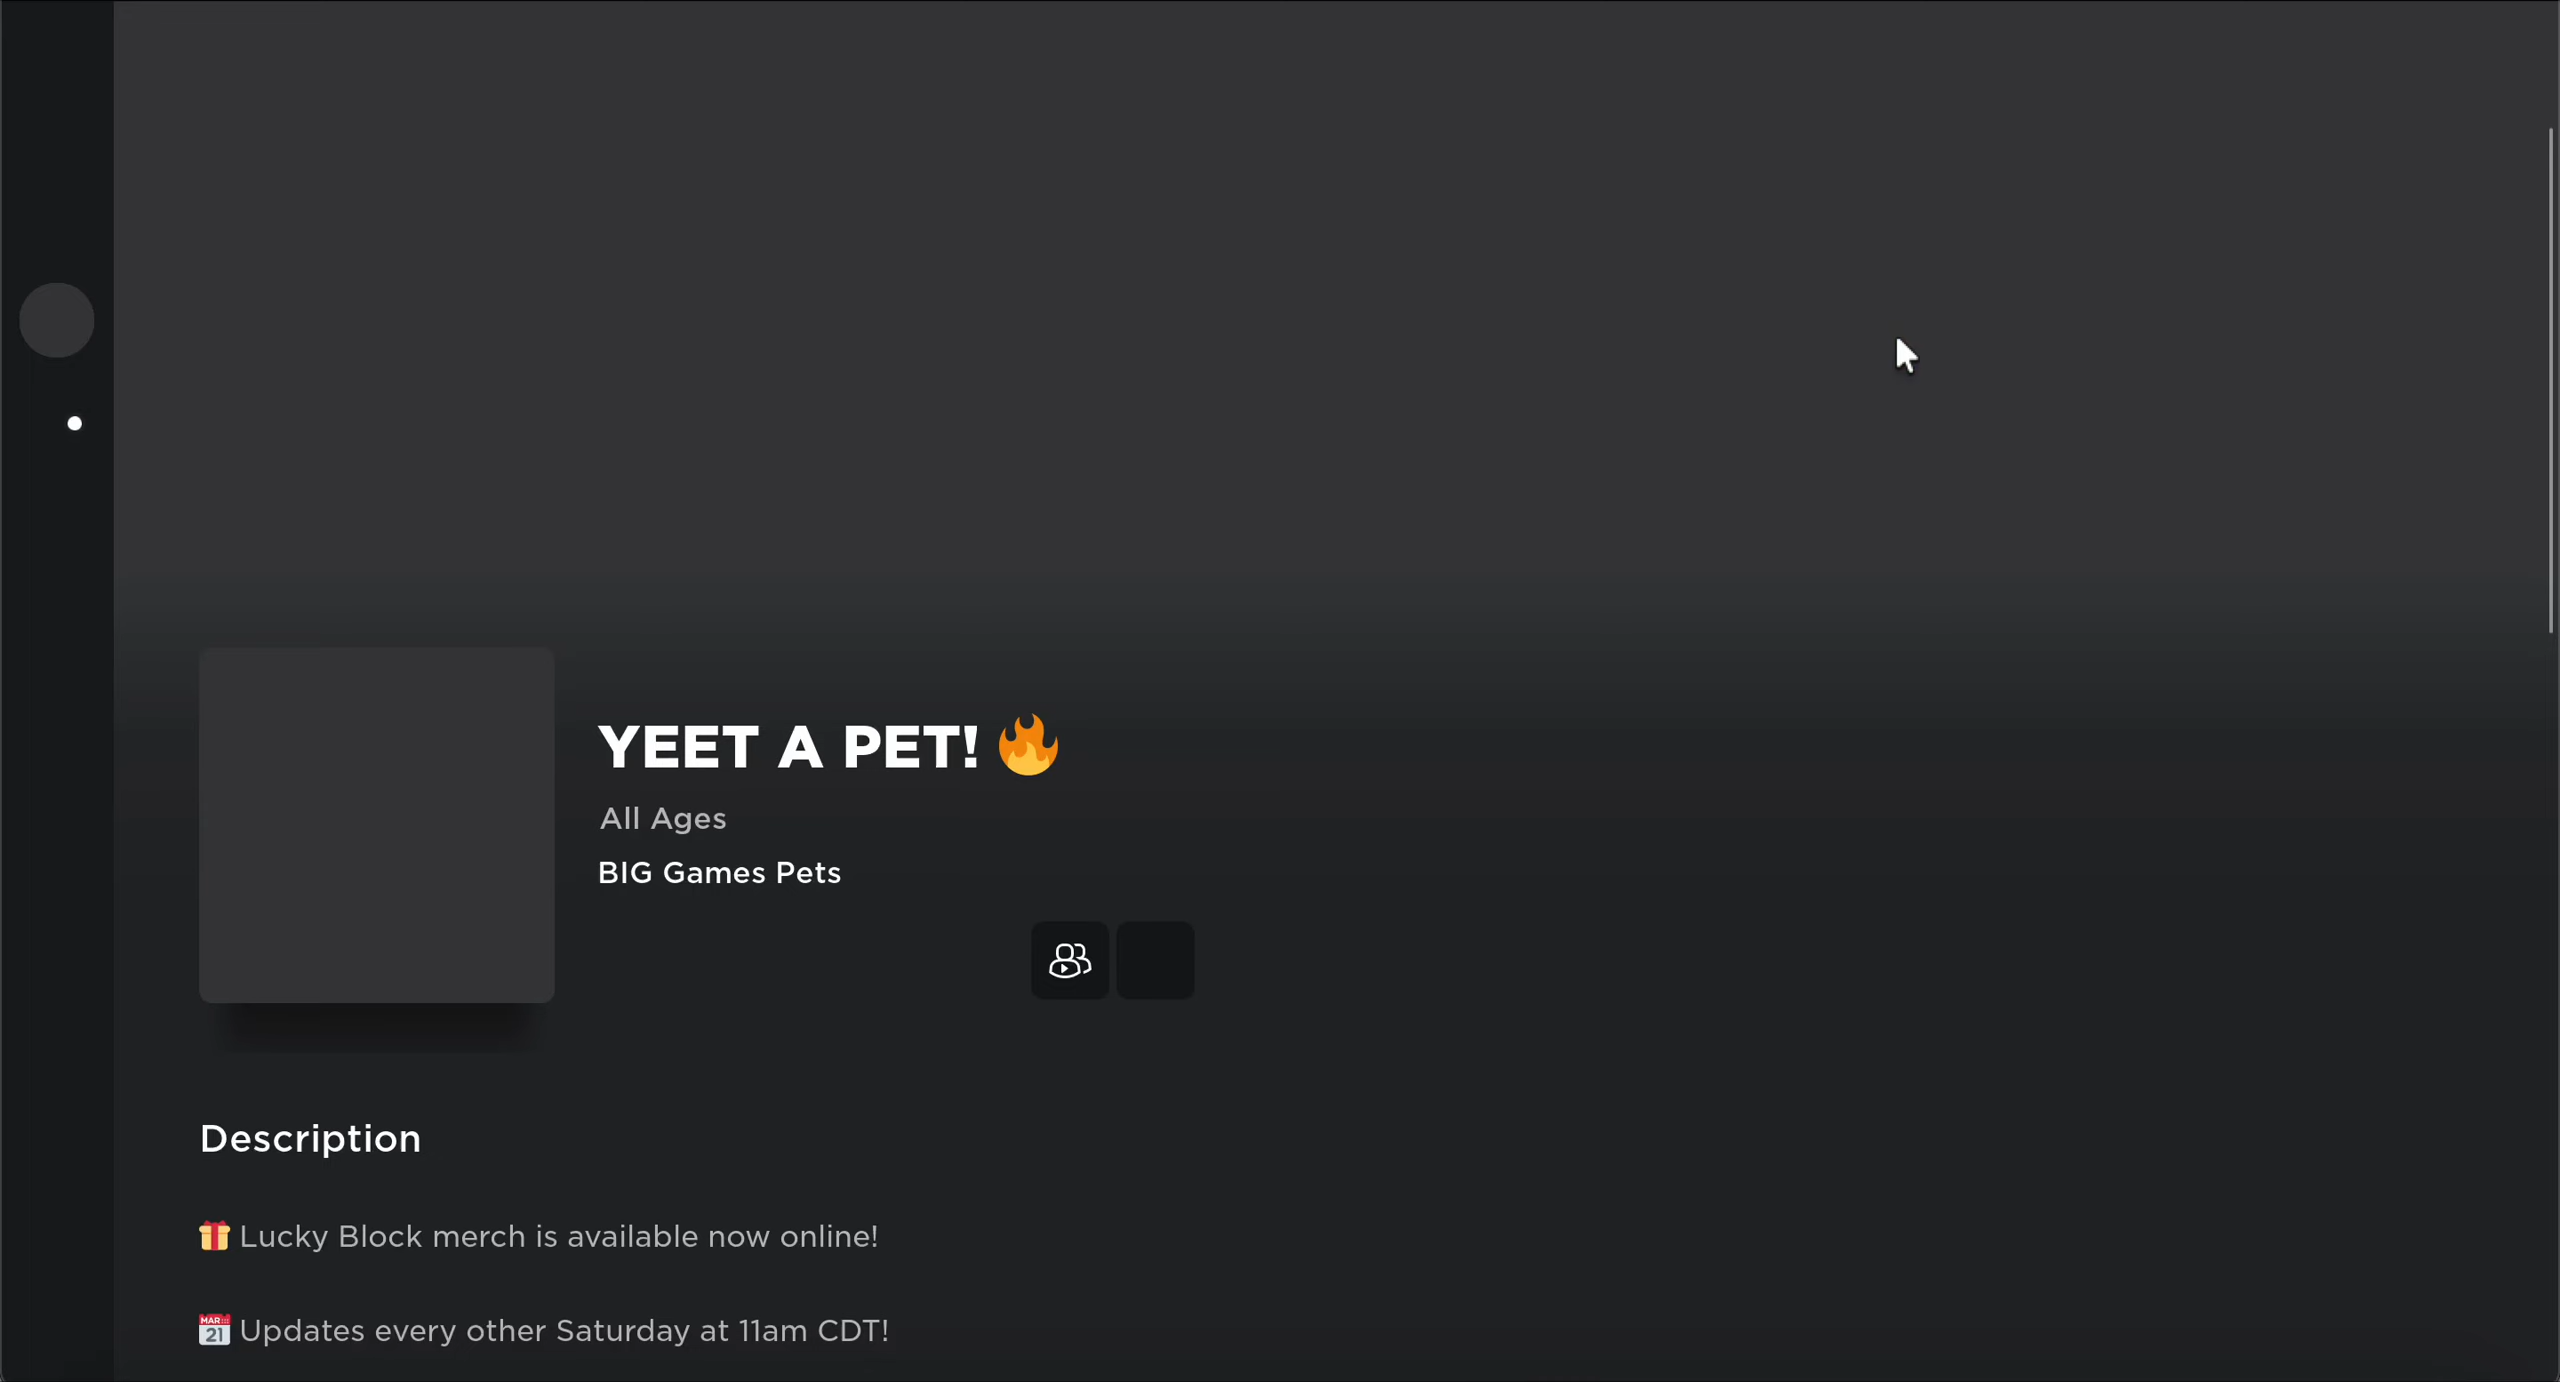 YEET A PET! 🔥
All Ages
BIG Games Pets
Description
🎁 Lucky Block merch is available now online!
📅 Updates every other Saturday at 11am CDT!